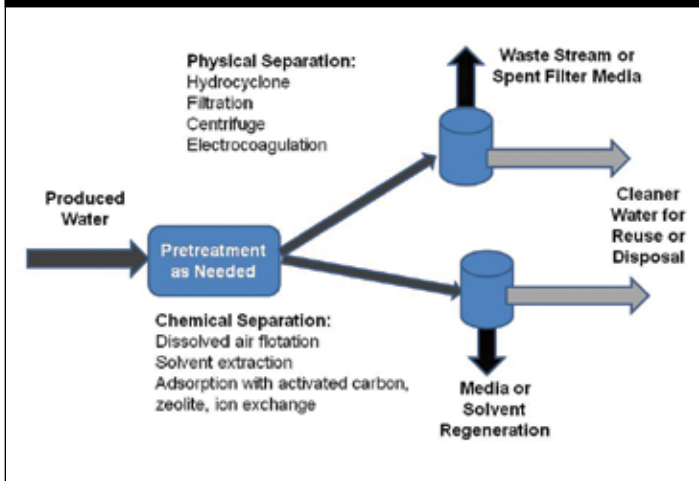 Physical Separation:
Hydrocyclone
Filtration
Centrifuge
Electrocoagulation
Waste Stream or
Spent Filter Media
Produced
Water
Pretreatment
as Needed
Cleaner
Water for
Reuse or
Disposal
Chemical Separation:
Dissolved air flotation
Solvent extraction
Adsorption with activated carbon,
zeolite, ion exchange
Media or
Solvent
Regeneration